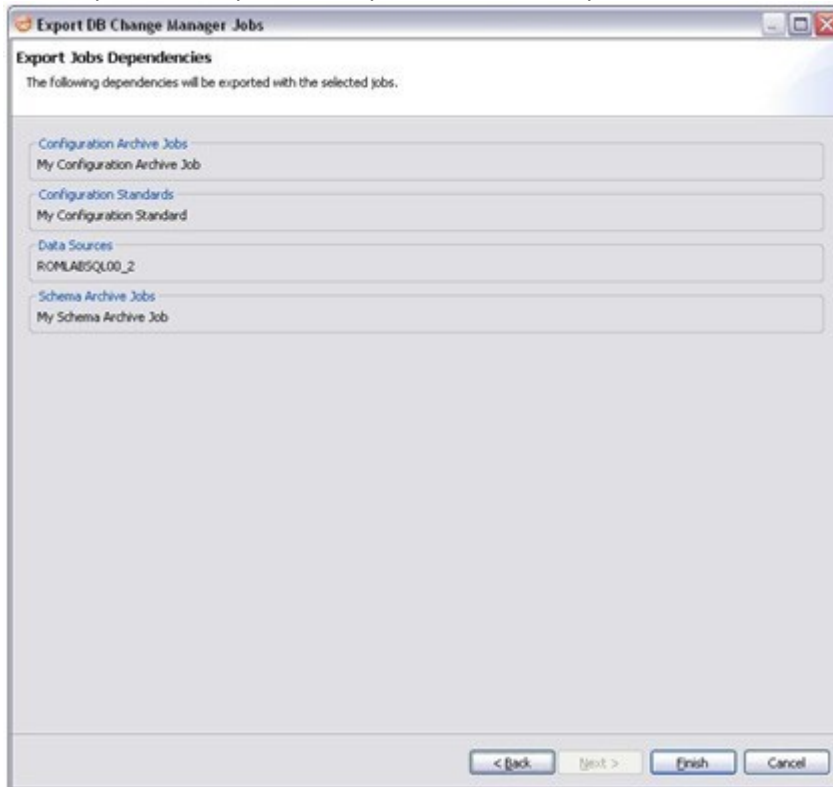 Export DB Change Manager Jobs
Export Jobs Dependencies
The following dependencies will be exported with the selected jobs.
Configuration Archive Jobs
My Configuration Archive Job
Configuration Standards
My Configuration Standard
Data Sources
ROMLABSQL00_2
Schema Archive Jobs
My Schema Archive Job
< Back Next > Finish Cancel